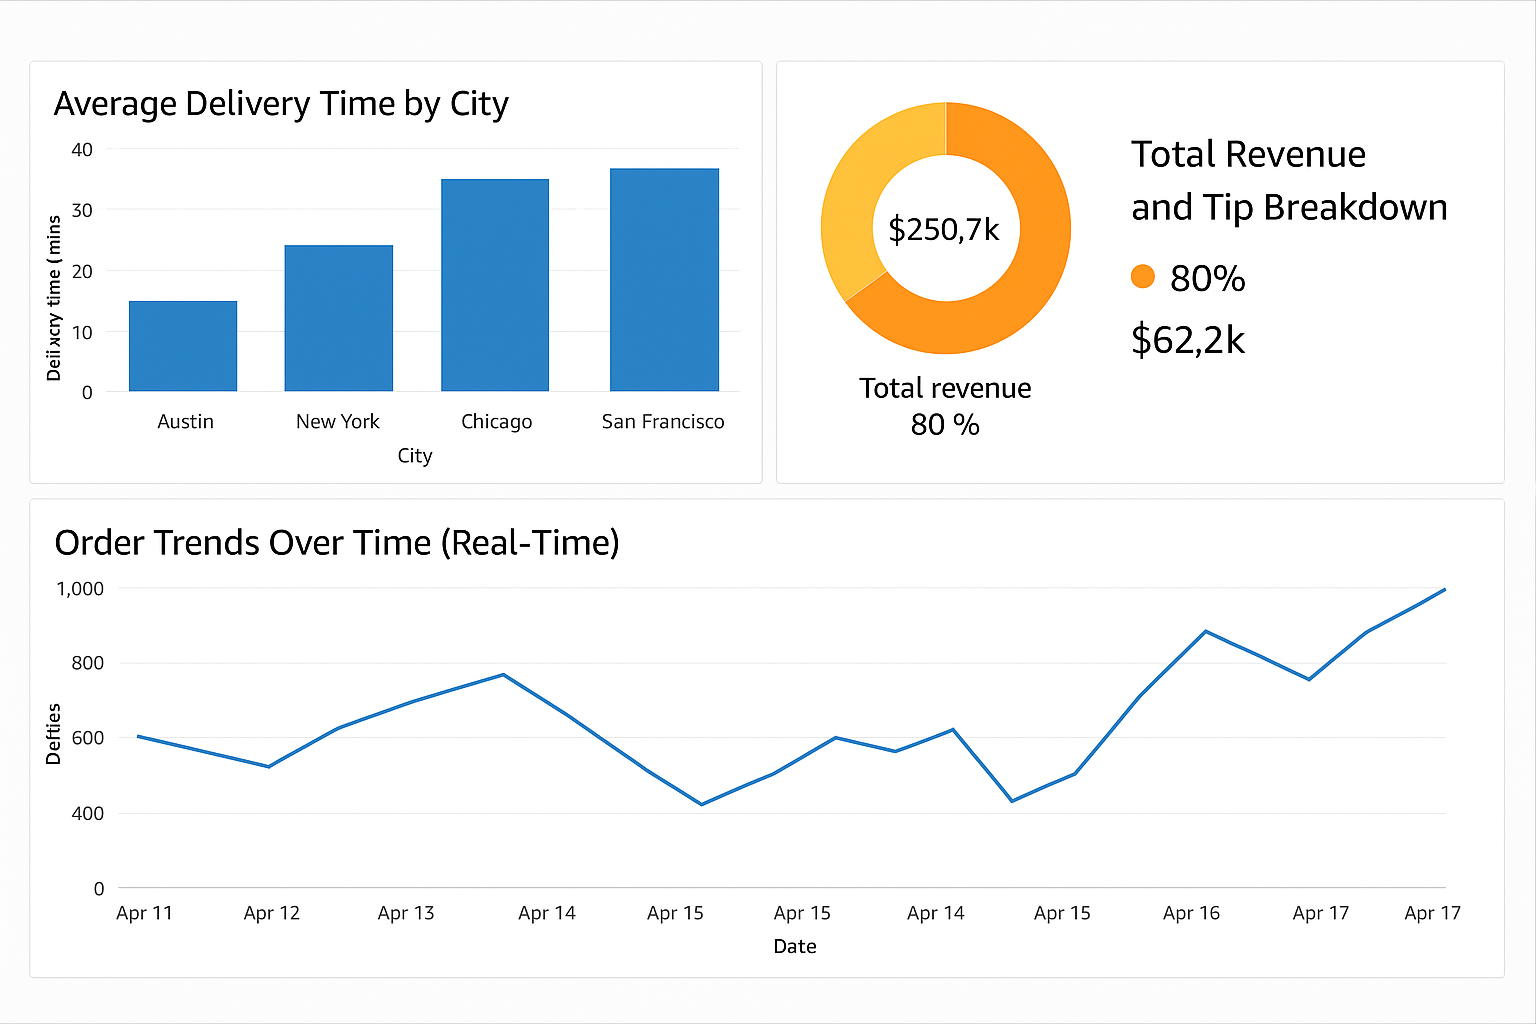 Average Delivery Time by City
40
30
20
10
0
Austin New York Chicago San Francisco
City
time ( mins
$250,7k
Total revenue
80 %
Total Revenue
and Tip Breakdown
80%
$62,2k
Order Trends Over Time (Real-Time)
1,000
800
600
400
0
Defties
Apr 11 Apr 12 Apr 13 Apr 14 Apr 15 Apr 15 Apr 14 Apr 15 Apr 16 Apr 17 Apr 17
Date